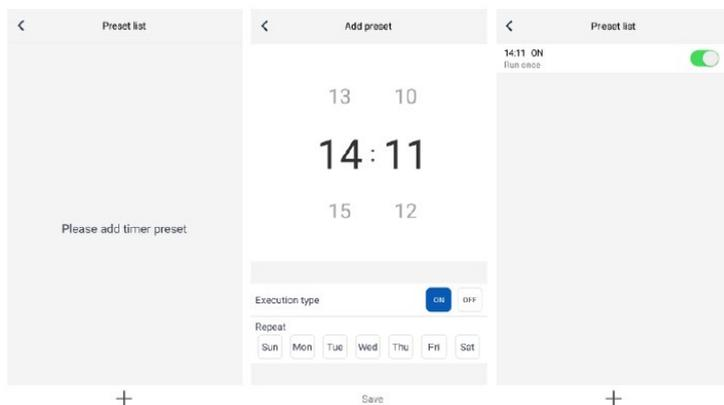 Preset list
Please add timer preset
Add preset
13 10
14 : 11
15 12
Execution type ON OFF
Repeat
Sun Mon Tue Wed Thu Fri Sat
Save
Preset list
14:11 ON
Run once